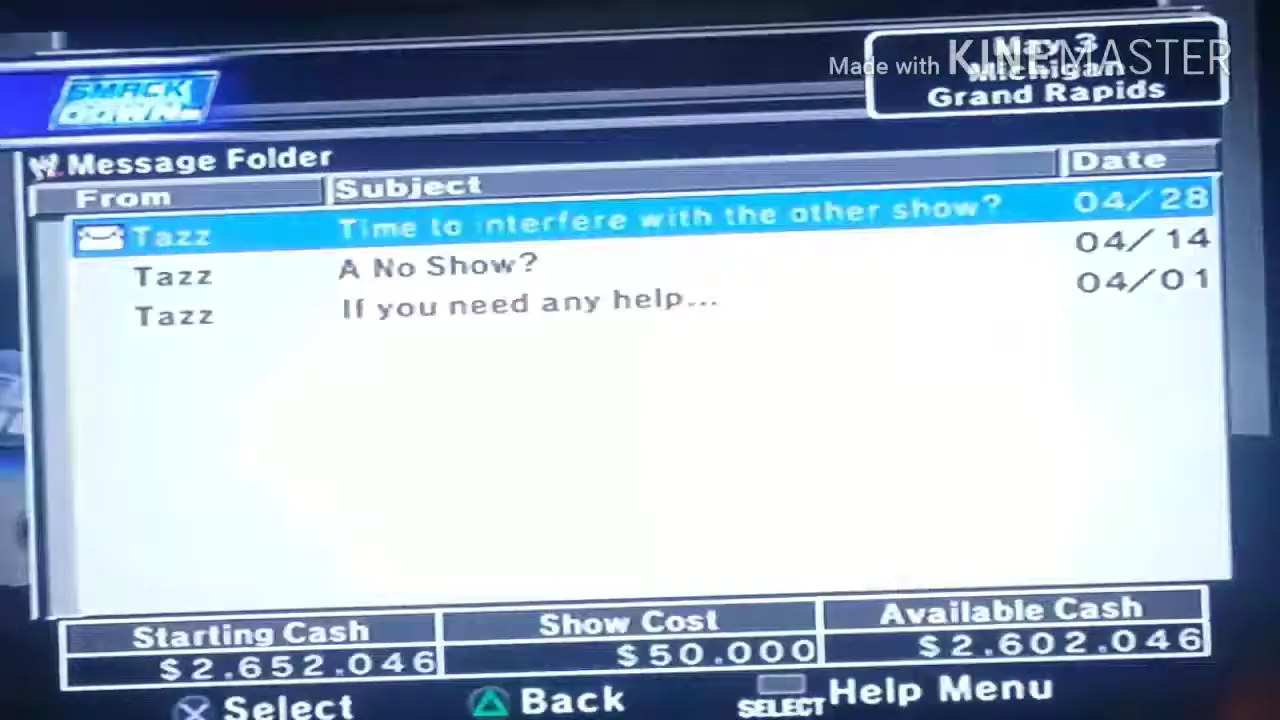 Made with KINEMASTER
May 3
Michigan
Grand Rapids
SMACK
DOWN
W Message Folder
From Subject Date
Tazz Time to interfere with the other show? 04/28
Tazz A No Show? 04/14
Tazz If you need any help... 04/01
Starting Cash Show Cost Available Cash
$2.652.046 $50.000 $2.602.046
Select Back SELECT Help Menu